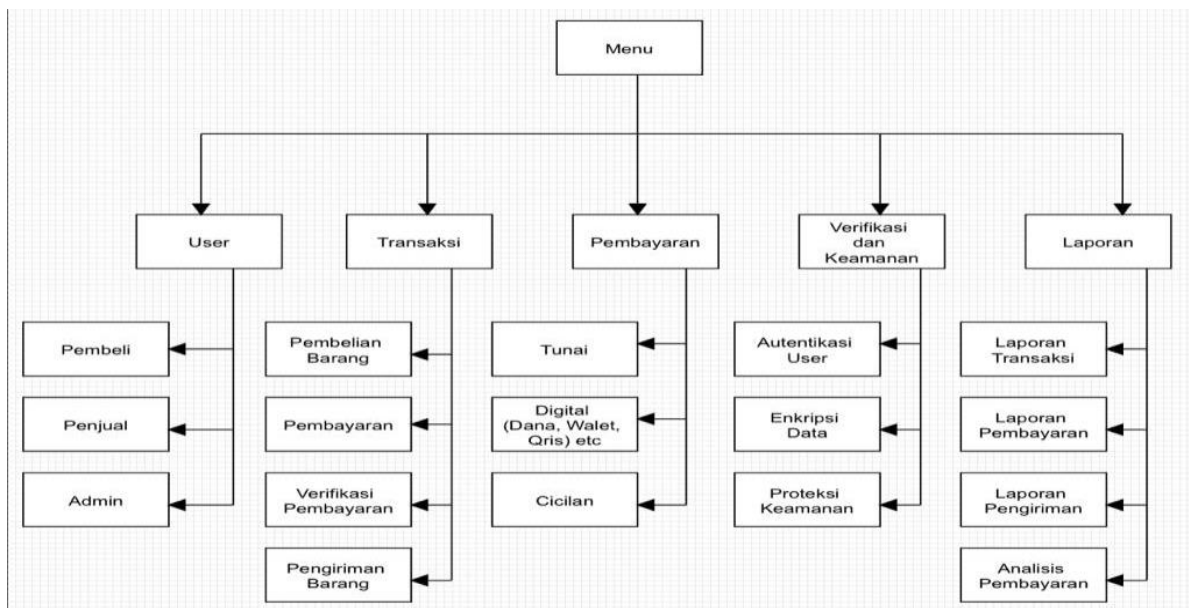 Menu
User
Transaksi
Pembayaran
Verifikasi
dan
Keamanan
Laporan
Pembeli
Penjual
Admin
Pembelian
Barang
Pembayaran
Verifikasi
Pembayaran
Pengiriman
Barang
Tunai
Digital
(Dana, Walet,
Qris) etc
Cicilan
Autentikasi
User
Enkripsi
Data
Proteksi
Keamanan
Laporan
Transaksi
Laporan
Pembayaran
Laporan
Pengiriman
Analisis
Pembayaran